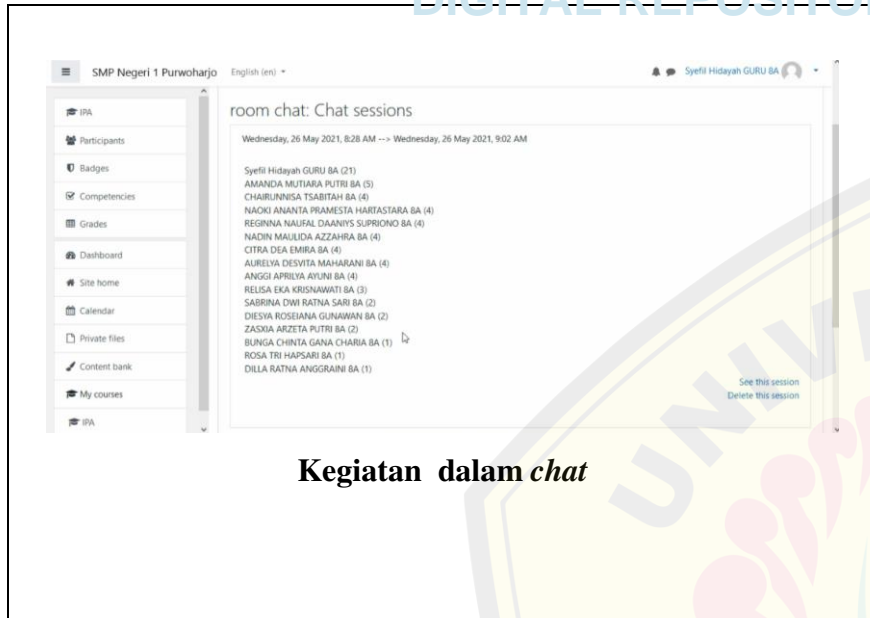 DIGITAL REPOSITOR
SMP Negeri 1 Purwoharjo English (en)
Syefil Hidayah GURU 8A
IPA
Participants
Badges
Competencies
Grades
Dashboard
Site home
Calendar
Private files
Content bank
My courses
IPA
room chat: Chat sessions
Wednesday, 26 May 2021, 8:28 AM --> Wednesday, 26 May 2021, 9:02 AM
Syefil Hidayah GURU 8A (21)
AMANDA MUTIARA PUTRI 8A (5)
CHAIRUNNISA TSABITAH 8A (4)
NAOKI ANANTA PRAMESTA HARTASTARA 8A (4)
REGINNA NAUFAL DAANIYS SUPRIONO 8A (4)
NADIN MAULIDA AZZAHRA 8A (4)
CITRA DEA EMIRA 8A (4)
AURELYA DESVITA MAHARANI 8A (4)
ANGGI APRILYA AYUNI 8A (4)
RELISA EKA KRISNAWATI 8A (3)
SABRINA DWI RATNA SARI 8A (2)
DIESYA ROSEIANA GUNAWAN 8A (2)
ZASXIA ARZETA PUTRI 8A (2)
BUNGA CHINTA GANA CHARIA 8A (1)
ROSA TRI HAPSARI 8A (1)
DILLA RATNA ANGGRAINI 8A (1)
See this session
Delete this session
Kegiatan dalam chat
UNIV